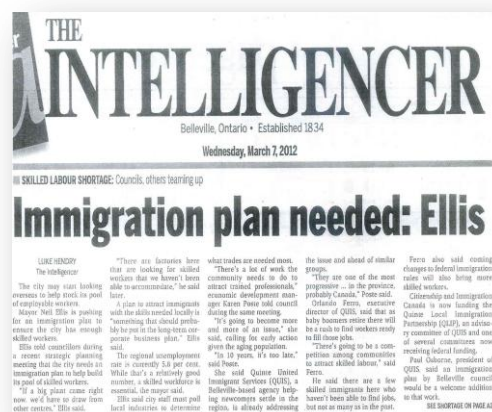 THE
INTELLIGENCER
Belleville, Ontario • Established 1834
Wednesday, March 7, 2012
SKILLED LABOUR SHORTAGE: Councils, others teaming up
Immigration plan needed: Ellis
LUKE HENDRY
The Intelligencer
The city may start looking
overseas to help stock its pool
of employable workers.
Mayor Neil Ellis is pushing
for an immigration plan to
ensure the city has enough
skilled workers.
Ellis told councillors during
a recent strategic planning
meeting that the city needs an
immigration plan to help build
its pool of skilled workers.
"If a big plant came right
now, we'd have to draw from
other centres," Ellis said.
"There are factories here
that are looking for skilled
workers that we haven't been
able to accommodate," he said
later.
A plan to attract immigrants
with the skills needed locally is
"something that should proba-
bly be put in the long-term cor-
porate business plan," Ellis
said.
The regional unemployment
rate is currently 5.8 per cent.
While that's a relatively good
number, a skilled workforce is
essential, the mayor said.
Ellis said city staff must poll
local industries to determine
what trades are needed most.
"There's a lot of work the
community needs to do to
attract trained professionals,"
economic development man-
ager Karen Poste told council
during the same meeting.
"It's going to become more
and more of an issue," she
said, calling for early action
given the aging population.
"In 10 years, it's too late,"
said Poste.
She said Quinte United
Immigrant Services (QUIS), a
Belleville-based agency help-
ing newcomers settle in the
region, is already addressing
the issue and ahead of similar
groups.
"They are one of the most
progressive ... in the province,
probably Canada," Poste said.
Orlando Ferro, executive
director of QUIS, said that as
baby boomers retire there will
be a rush to find workers ready
to fill those jobs.
"There's going to be a com-
petition among communities
to attract skilled labour," said
Ferro.
He said there are a few
skilled immigrants here who
haven't been able to find jobs,
but not as many as in the past.
Ferro also said coming
changes to federal immigration
rules will also bring more
skilled workers.
Citizenship and Immigration
Canada is now funding the
Quinte Local Immigration
Partnership (QLIP), an adviso-
ry committee of QUIS and one
of several committees now
receiving federal funding.
Paul Osborne, president of
QUIS, said an immigration
plan by Belleville council
would be a welcome addition
to that work.
SEE SHORTAGE ON PAGE A2